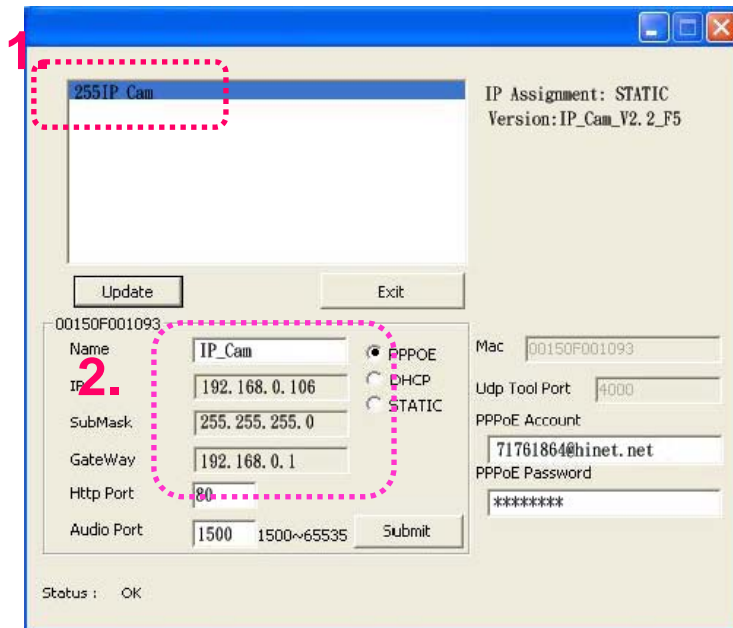 1.
255IP Cam
IP Assignment: STATIC
Version:IP_Cam_V2.2_F5
Update
Exit
00150F001093
Name
IP_Cam
PPPOE
2.
IP
192.168.0.106
DHCP
SubMask
255.255.255.0
STATIC
GateWay
192.168.0.1
Http Port
80
Audio Port
1500
1500~65535
Submit
Mac
00150F001093
Udp Tool Port
4000
PPPoE Account
71761864@hinet.net
PPPoE Password
********
Status : OK